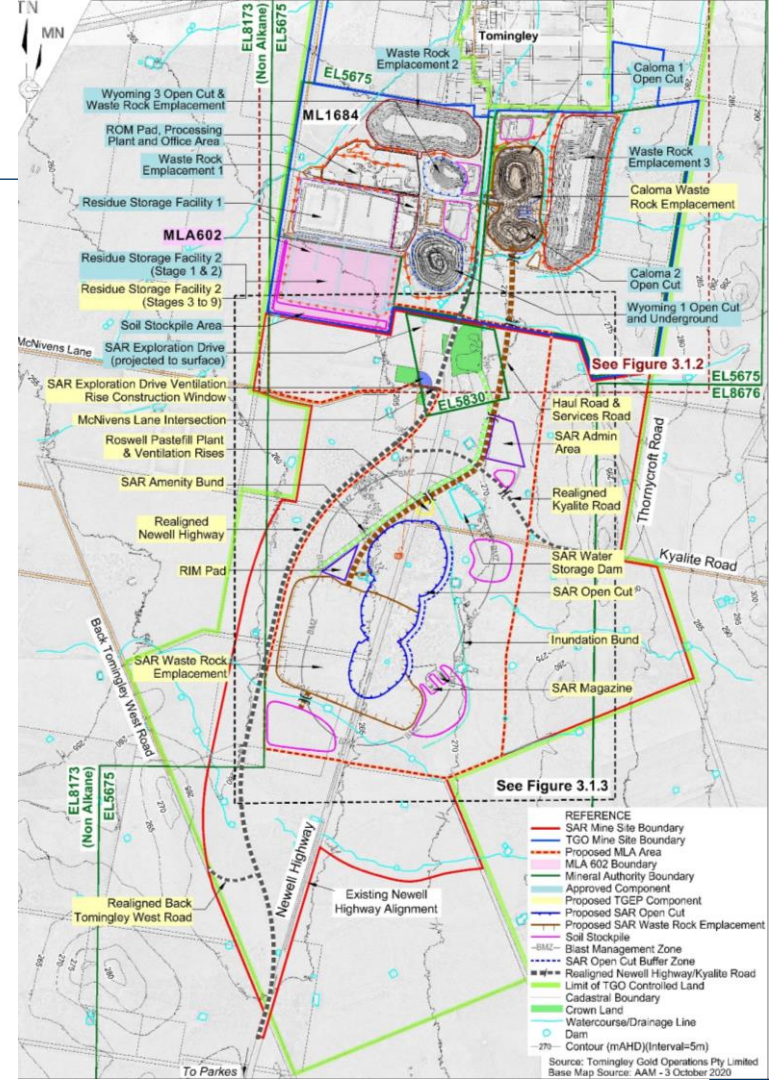 TN
MN
EL8173
(Non Alkane)
EL5675
Tomingley
Waste Rock
Emplacement 2
Caloma 1
Open Cut
EL5675
Wyoming 3 Open Cut &
Waste Rock Emplacement
ML1684
ROM Pad, Processing
Plant and Office Area
Waste Rock
Emplacement 1
Waste Rock
Emplacement 3
Caloma Waste
Rock Emplacement
Residue Storage Facility 1
MLA602
Residue Storage Facility 2
(Stage 1 & 2)
Residue Storage Facility 2
(Stages 3 to 9)
Caloma 2
Open Cut
Wyoming 1 Open Cut
and Underground
Soil Stockpile Area
SAR Exploration Drive
(projected to surface)
McNivens Lane
See Figure 3.1.2
EL5675
EL8676
SAR Exploration Drive Ventilation
Rise Construction Window
EL5830
McNivens Lane Intersection
Haul Road &
Services Road
Roswell Pastefill Plant
& Ventilation Rises
SAR Admin
Area
SAR Amenity Bund
Thornycroft Road
Realigned
Kyalite Road
Realigned
Newell Highway
RIM Pad
SAR Water
Storage Dam
Kyalite Road
SAR Open Cut
Back Tomingley West Road
Inundation Bund
SAR Waste Rock
Emplacement
SAR Magazine
EL8173
(Non Alkane)
EL5675
See Figure 3.1.3
Newell Highway
Realigned Back
Tomingley West Road
Existing Newell
Highway Alignment
To Parkes
REFERENCE
SAR Mine Site Boundary
TGO Mine Site Boundary
Proposed MLA Area
MLA 602 Boundary
Mineral Authority Boundary
Approved Component
Proposed TGEP Component
Proposed SAR Open Cut
Proposed SAR Waste Rock Emplacement
Soil Stockpile
BMZ Blast Management Zone
SAR Open Cut Buffer Zone
Realigned Newell Highway/Kyalite Road
Limit of TGO Controlled Land
Cadastral Boundary
Crown Land
Watercourse/Drainage Line
Dam
270 Contour (mAHD)(Interval=5m)
Source: Tomingley Gold Operations Pty Limited
Base Map Source: AAM - 3 October 2020